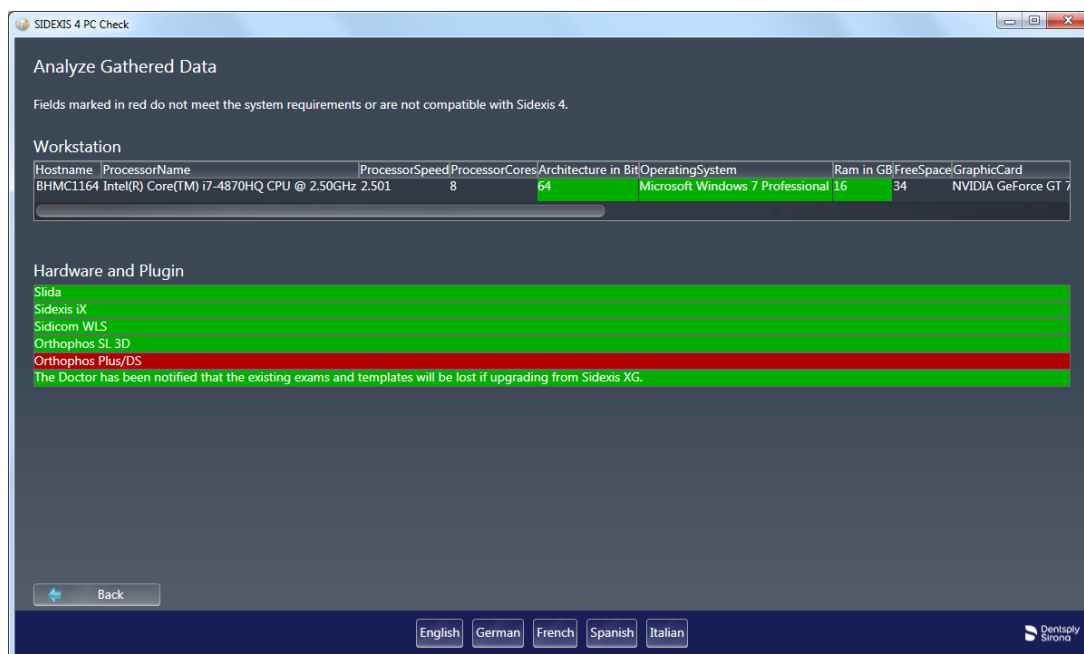 SIDEXIS 4 PC Check
Analyze Gathered Data
Fields marked in red do not meet the system requirements or are not compatible with Sidexis 4.
Workstation
Hostname ProcessorName ProcessorSpeed ProcessorCores Architecture in Bit OperatingSystem Ram in GB FreeSpace GraphicCard
BHMC1164 Intel(R) Core(TM) i7-4870HQ CPU @ 2.50GHz 2.501 8 64 Microsoft Windows 7 Professional 16 34 NVIDIA GeForce GT 7
Hardware and Plugin
Slida
Sidexis iX
Sidicom WLS
Orthophos SL 3D
Orthophos Plus/DS
The Doctor has been notified that the existing exams and templates will be lost if upgrading from Sidexis XG.
Back
English German French Spanish Italian
Dentsply
Sirona